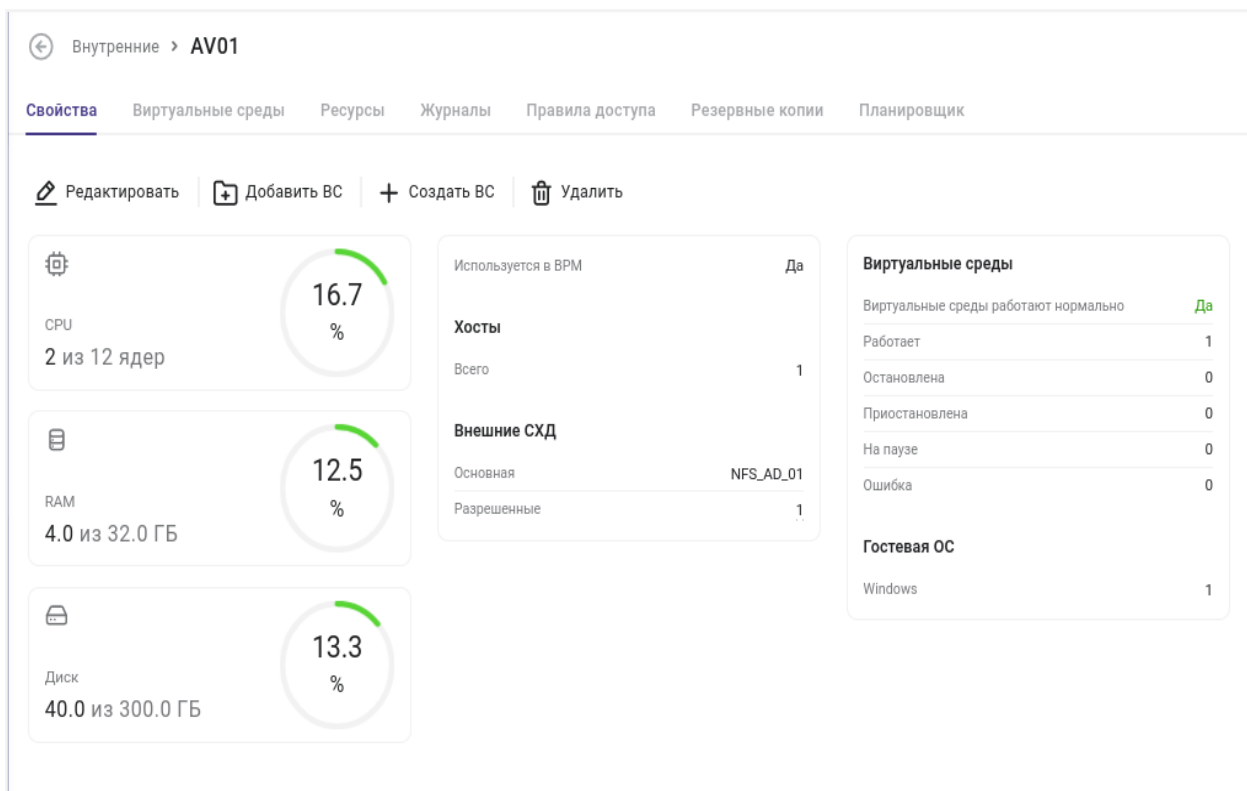 Внутренние > AV01
Свойства Виртуальные среды Ресурсы Журналы Правила доступа Резервные копии Планировщик
Редактировать Добавить ВС Создать ВС Удалить
CPU
2 из 12 ядер
16.7
%
RAM
4.0 из 32.0 ГБ
12.5
%
Диск
40.0 из 300.0 ГБ
13.3
%
Используется в ВРМ Да
Хосты
Всего 1
Внешние СХД
Основная NFS_AD_01
Разрешенные 1
Виртуальные среды
Виртуальные среды работают нормально Да
Работает 1
Остановлена 0
Приостановлена 0
На паузе 0
Ошибка 0
Гостевая ОС
Windows 1